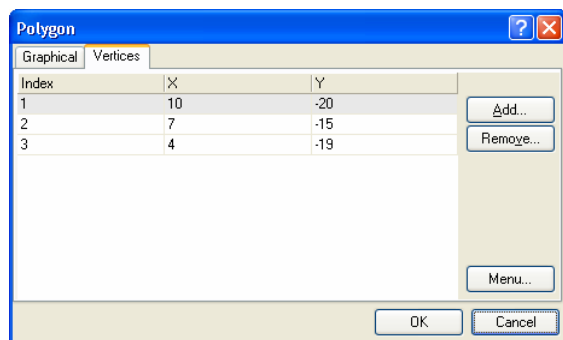 Polygon
Graphical Vertices
Index X Y
1 10 -20
2 7 -15
3 4 -19
Add...
Remove...
Menu...
OK Cancel